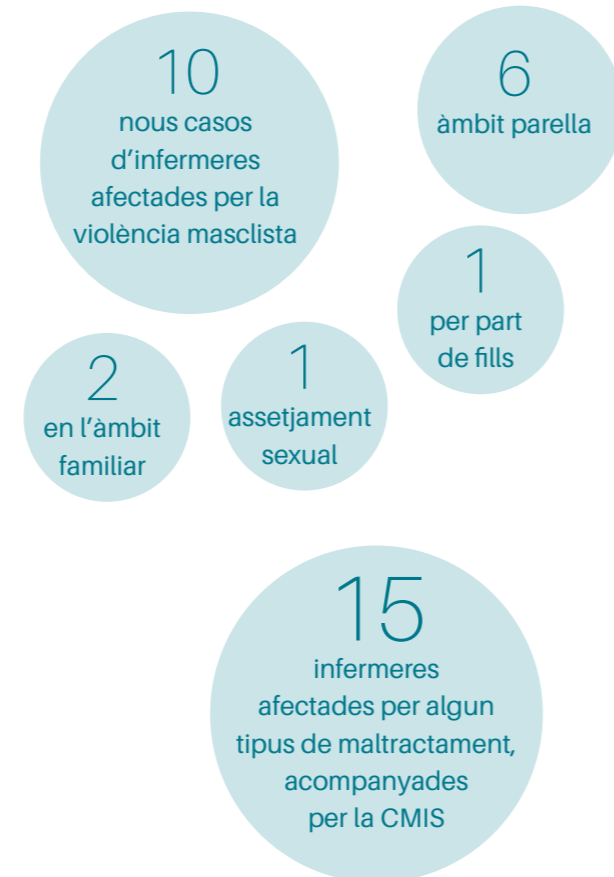 10
nous casos
d’infermeres
afectades per la
violència masclista
6
àmbit parella
1
per part
de fills
2
en l’àmbit
familiar
1
assetjament
sexual
15
infermeres
afectades per algun
tipus de maltractament,
acompanyades
per la CMIS